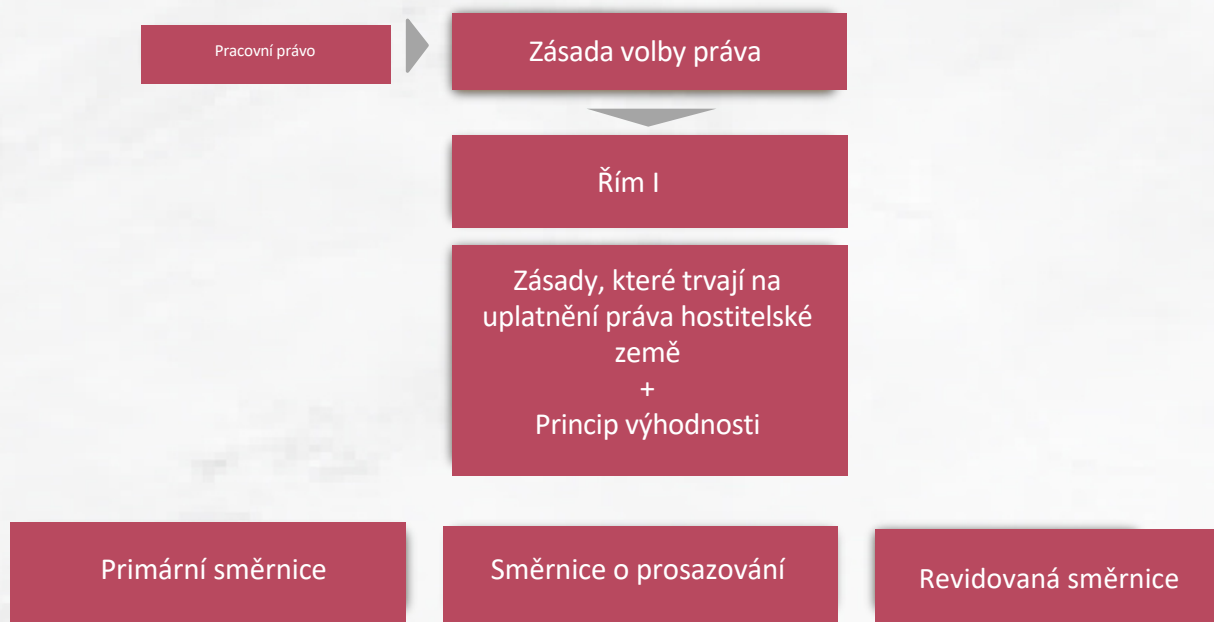 Pracovní právo
Zásada volby práva
Řím I
Zásady, které trvají na
uplatnění práva hostitelské
země
+
Princip výhodnosti
Primární směrnice
Směrnice o prosazování
Revidovaná směrnice